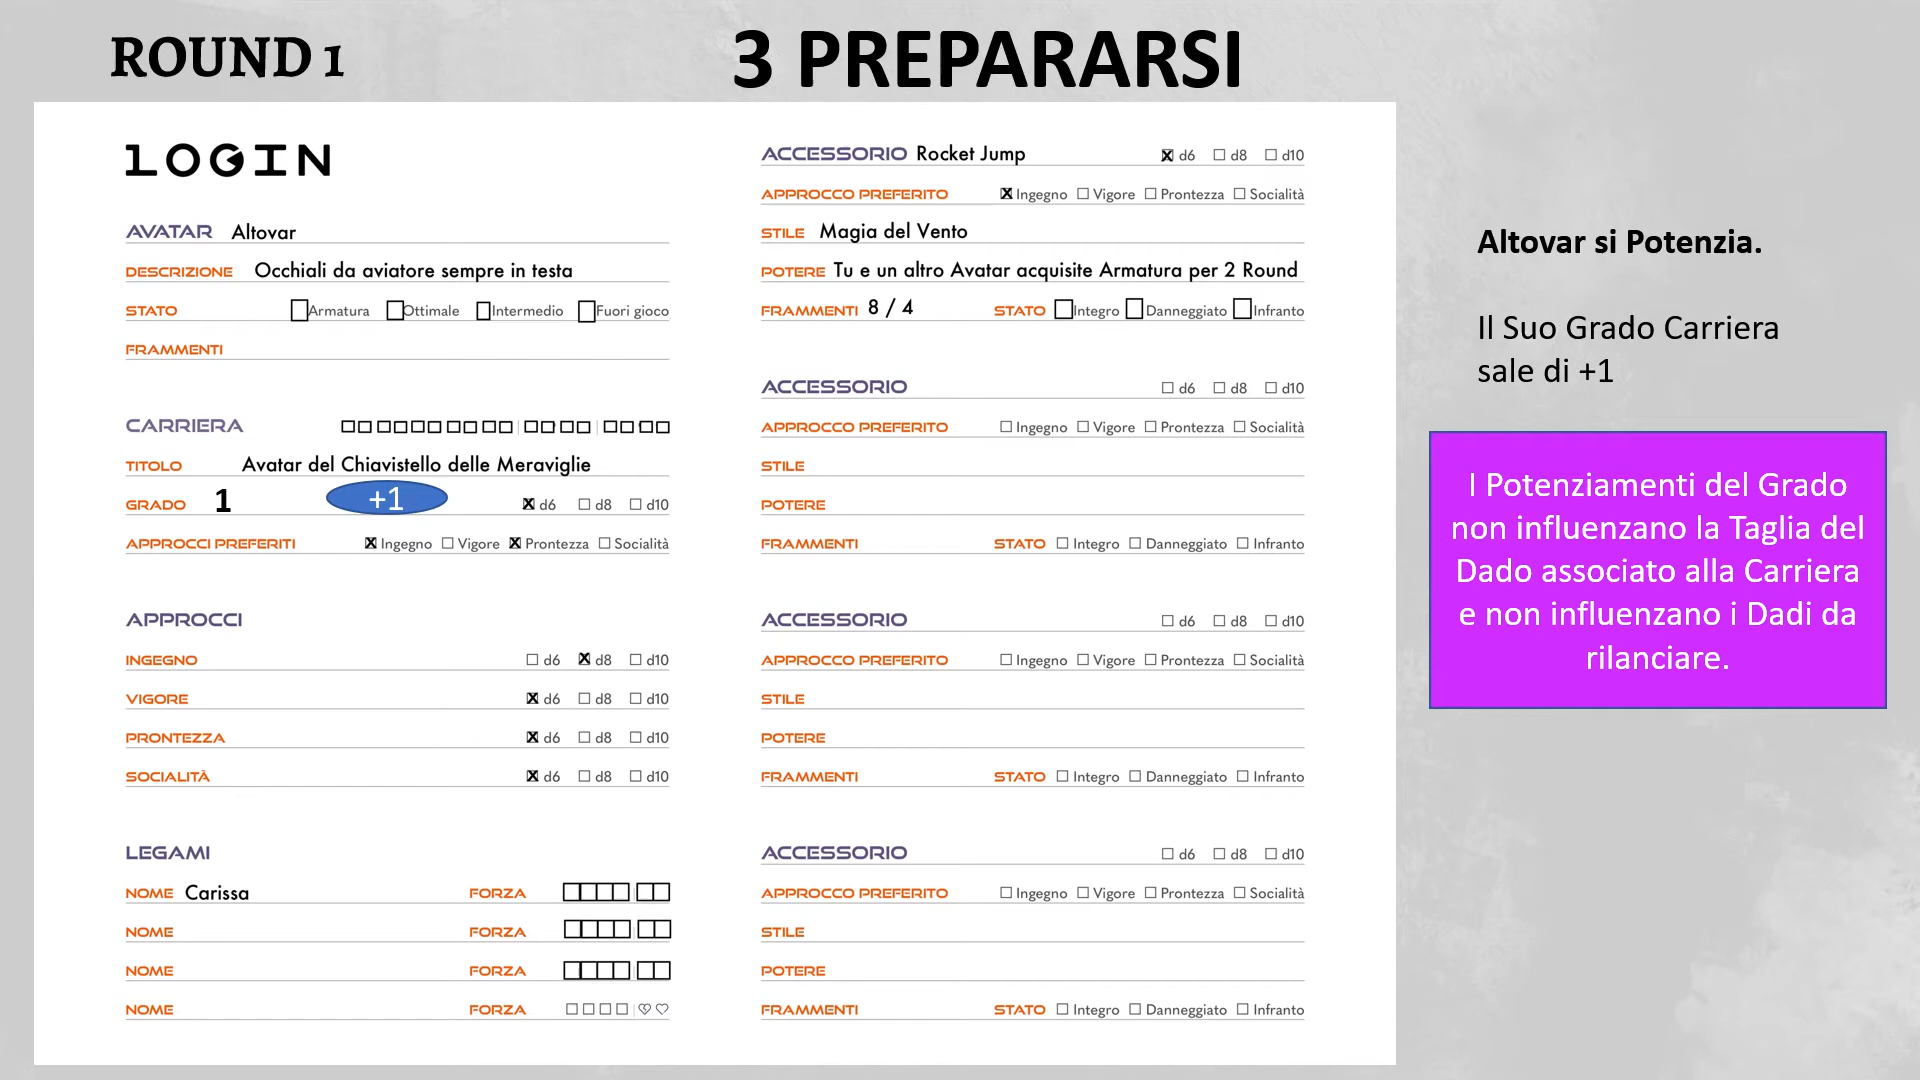 ROUND 1
3 PREPARARSI
LOGIN
AVATAR Altovar
DESCRIZIONE Occhiali da aviatore sempre in testa
STATO Armatura Ottimale Intermedio Fuori gioco
FRAMMENTI
CARRIERA
TITOLO Avatar del Chiavistello delle Meraviglie
GRADO 1 +1 X d6 d8 d10
APPROCCI PREFERITI X Ingegno Vigore X Prontezza Socialità
APPROCCI
INGEGNO d6 X d8 d10
VIGORE X d6 d8 d10
PRONTEZZA X d6 d8 d10
SOCIALITÀ X d6 d8 d10
LEGAMI
NOME Carissa FORZA
NOME FORZA
NOME FORZA
NOME FORZA
ACCESSORIO Rocket Jump X d6 d8 d10
APPROCCO PREFERITO X Ingegno Vigore Prontezza Socialità
STILE Magia del Vento
POTERE Tu e un altro Avatar acquisite Armatura per 2 Round
FRAMMENTI 8 / 4 STATO Integro Danneggiato Infranto
ACCESSORIO d6 d8 d10
APPROCCO PREFERITO Ingegno Vigore Prontezza Socialità
STILE
POTERE
FRAMMENTI STATO Integro Danneggiato Infranto
ACCESSORIO d6 d8 d10
APPROCCO PREFERITO Ingegno Vigore Prontezza Socialità
STILE
POTERE
FRAMMENTI STATO Integro Danneggiato Infranto
ACCESSORIO d6 d8 d10
APPROCCO PREFERITO Ingegno Vigore Prontezza Socialità
STILE
POTERE
FRAMMENTI STATO Integro Danneggiato Infranto
Altovar si Potenzia.
Il Suo Grado Carriera
sale di +1
I Potenziamenti del Grado
non influenzano la Taglia del
Dado associato alla Carriera
e non influenzano i Dadi da
rilanciare.